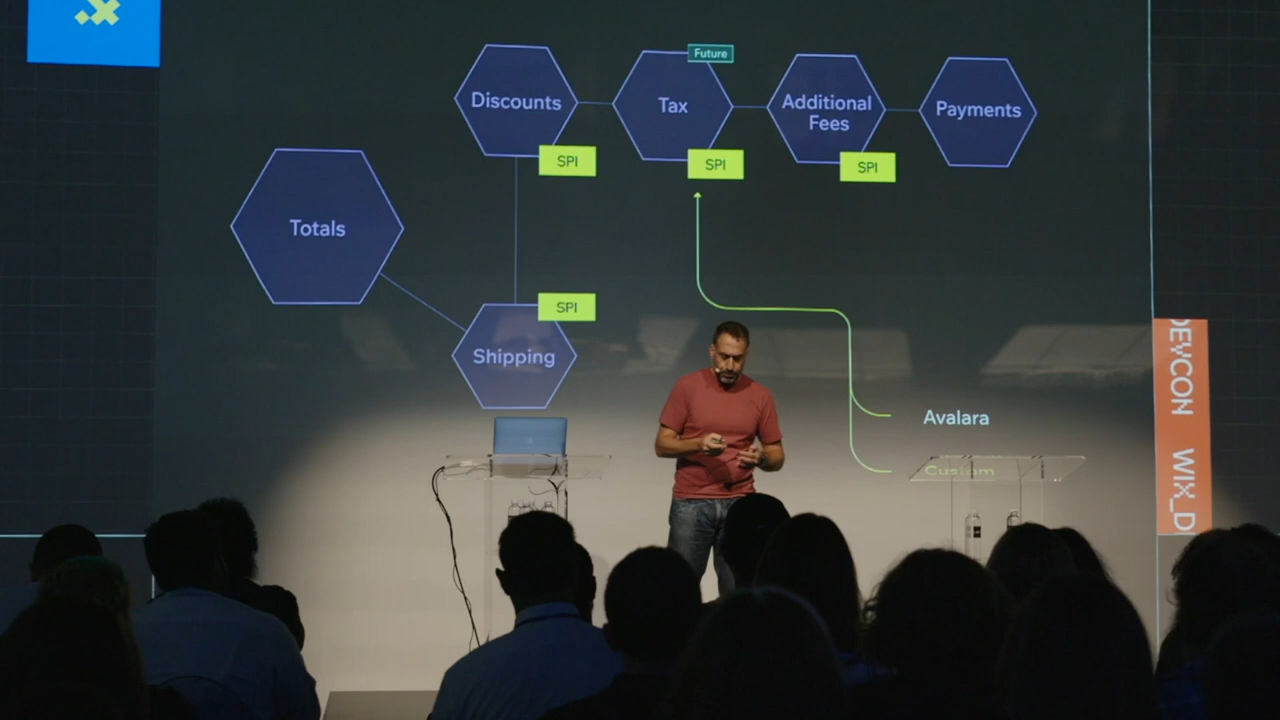 Future
Discounts
Tax
Additional
Fees
Payments
SPI
SPI
SPI
Totals
SPI
Shipping
Avalara
Custom
DEVCON WIX_D